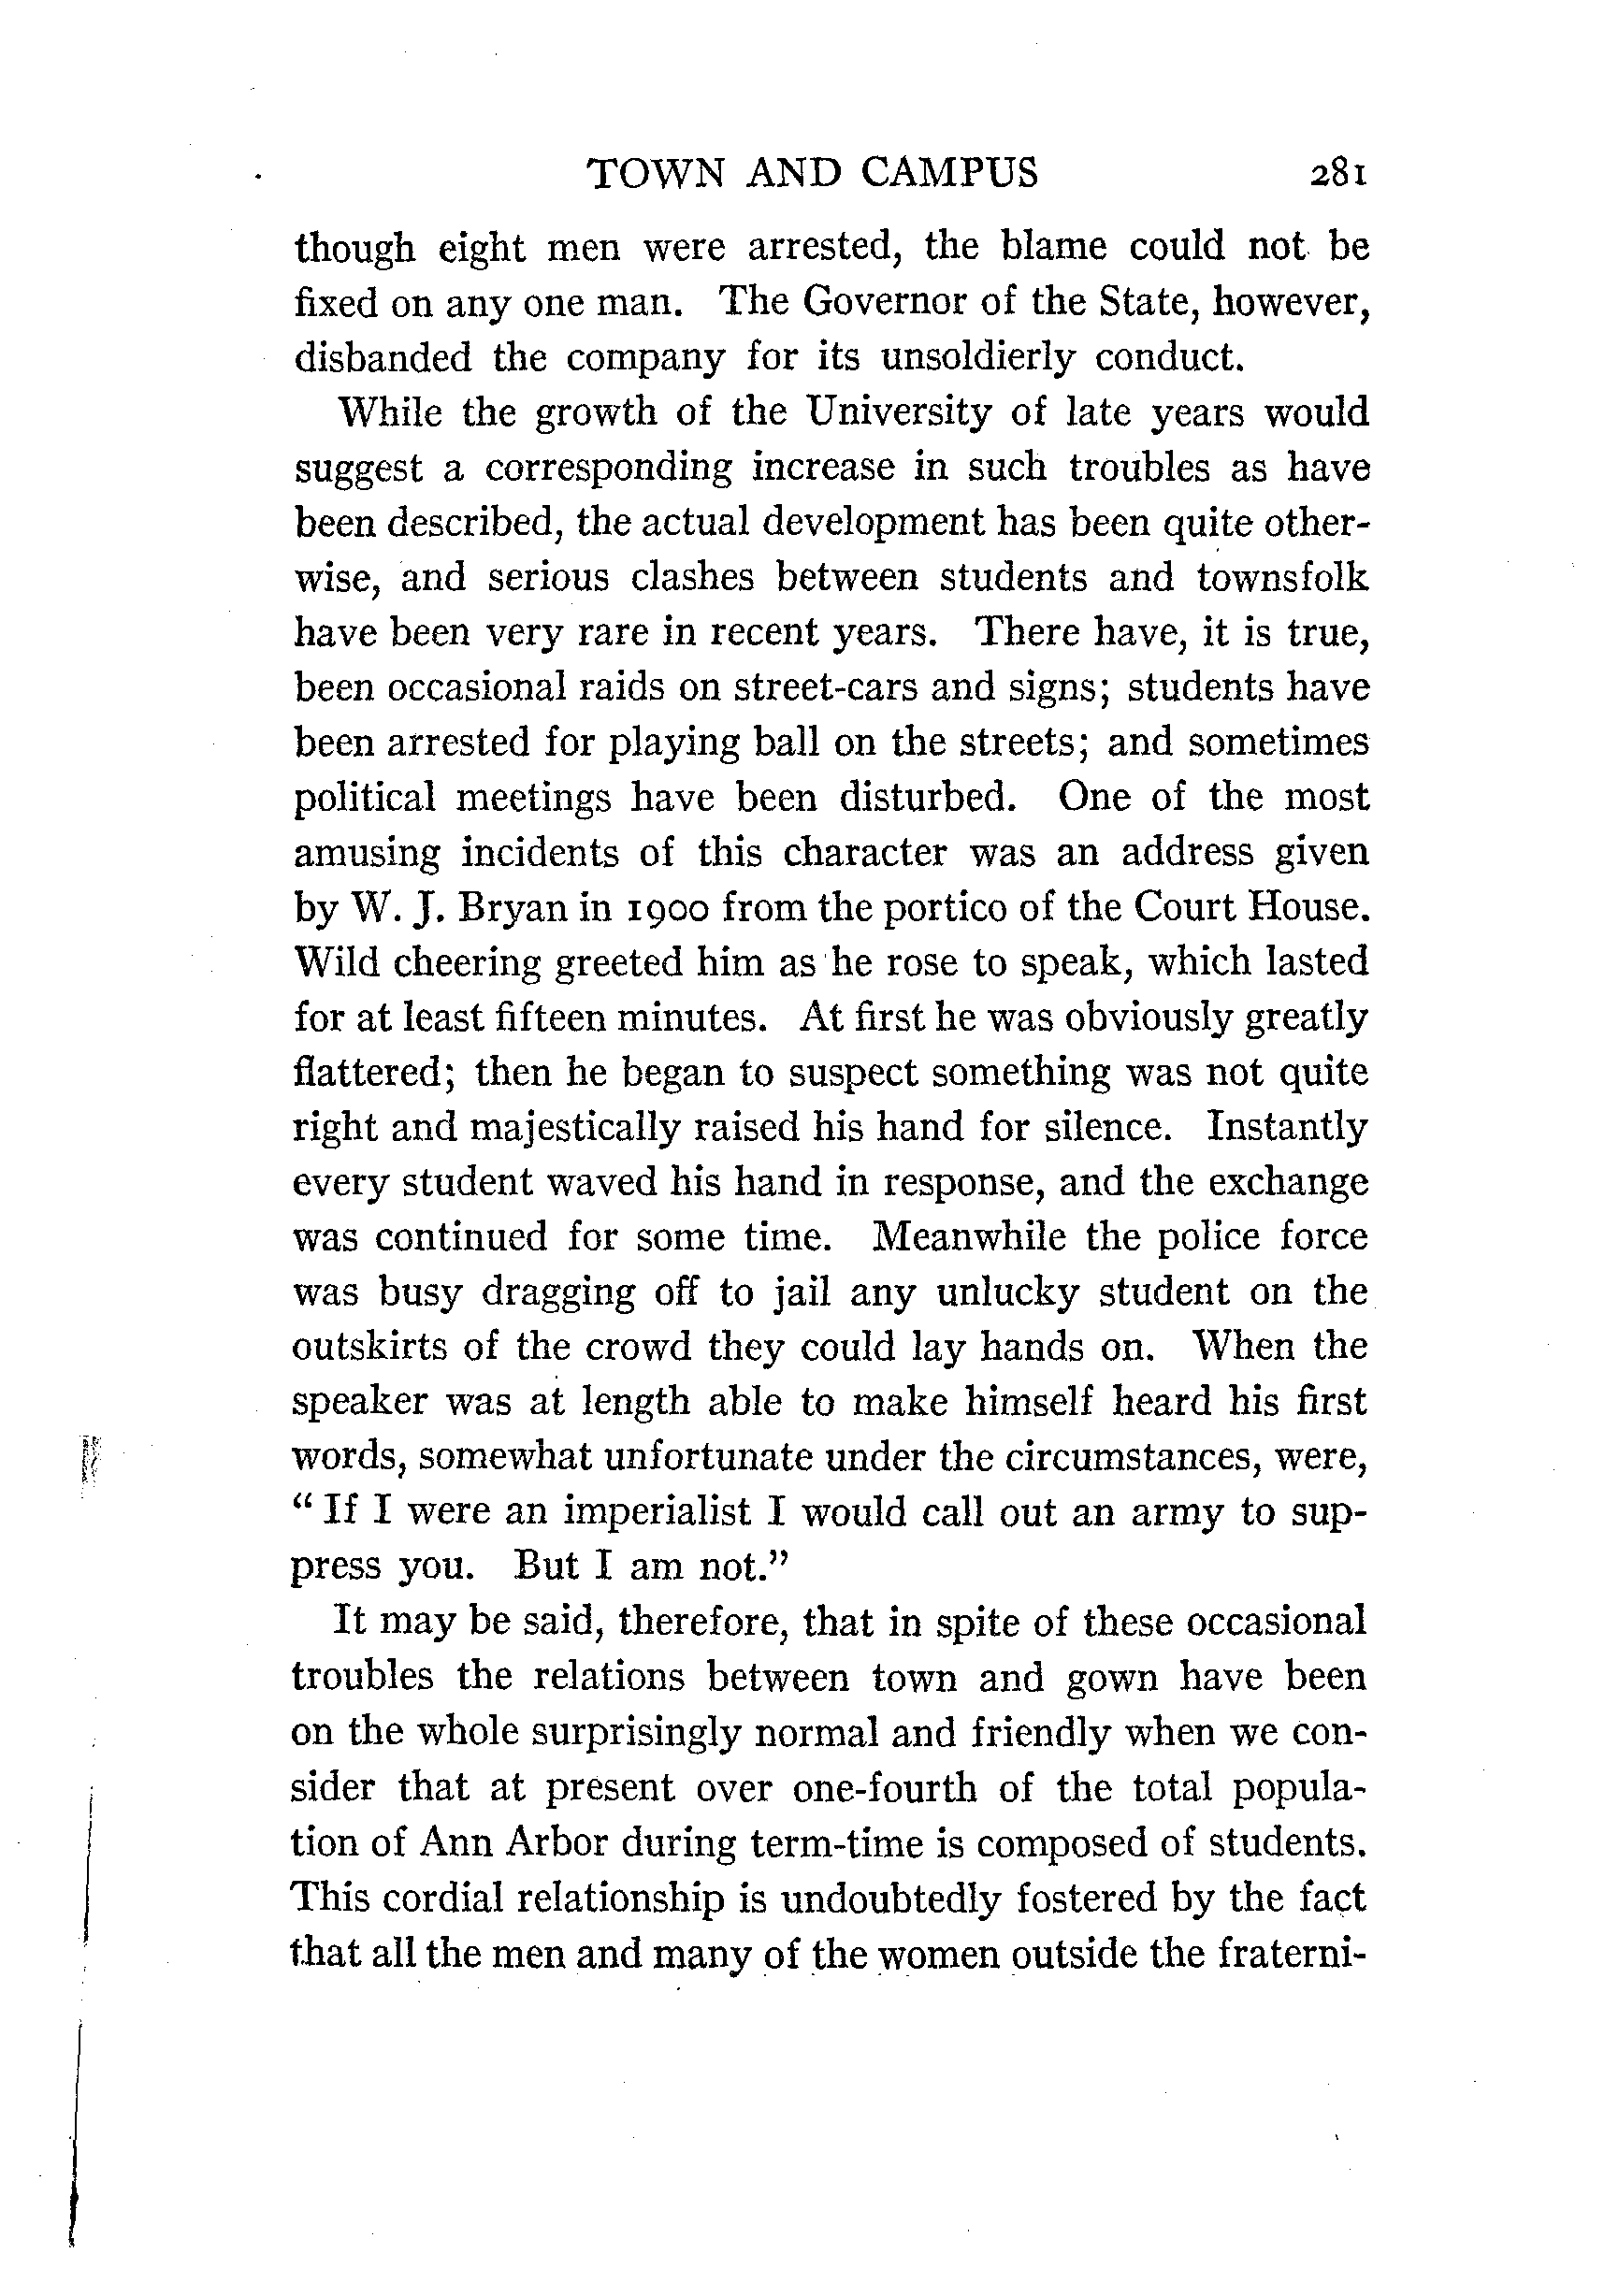 TOWN AND CAMPUS 281
though eight men were arrested, the blame could not be
fixed on any one man. The Governor of the State, however,
disbanded the company for its unsoldierly conduct.
While the growth of the University of late years would
suggest a corresponding increase in such troubles as have
been described, the actual development has been quite other-
wise, and serious clashes between students and townsfolk
have been very rare in recent years. There have, it is true,
been occasional raids on street-cars and signs; students have
been arrested for playing ball on the streets; and sometimes
political meetings have been disturbed. One of the most
amusing incidents of this character was an address given
by W. J. Bryan in 1900 from the portico of the Court House.
Wild cheering greeted him as he rose to speak, which lasted
for at least fifteen minutes. At first he was obviously greatly
flattered; then he began to suspect something was not quite
right and majestically raised his hand for silence. Instantly
every student waved his hand in response, and the exchange
was continued for some time. Meanwhile the police force
was busy dragging off to jail any unlucky student on the
outskirts of the crowd they could lay hands on. When the
speaker was at length able to make himself heard his first
words, somewhat unfortunate under the circumstances, were,
“ If I were an imperialist I would call out an army to sup-
press you. But I am not.”
It may be said, therefore, that in spite of these occasional
troubles the relations between town and gown have been
on the whole surprisingly normal and friendly when we con-
sider that at present over one-fourth of the total popula-
tion of Ann Arbor during term-time is composed of students.
This cordial relationship is undoubtedly fostered by the fact
that all the men and many of the women outside the fraterni-